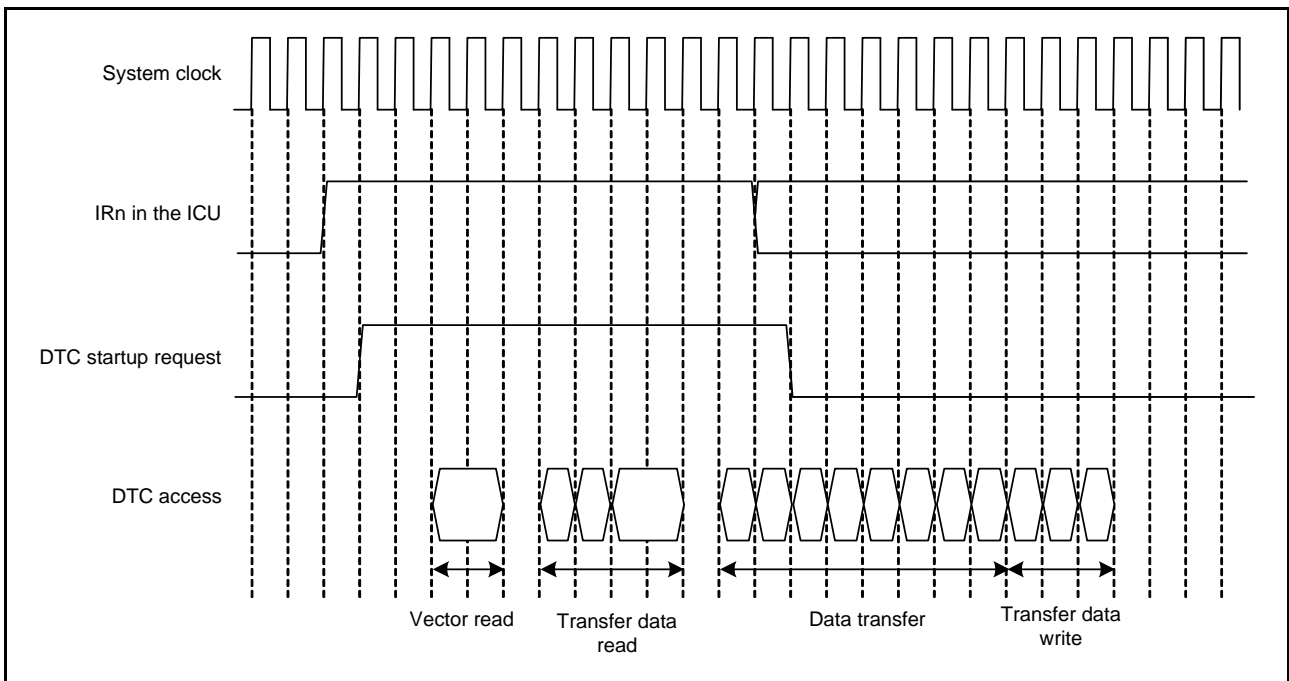 System clock
IRn in the ICU
DTC startup request
DTC access
Vector read
Transfer data
read
Data transfer
Transfer data
write